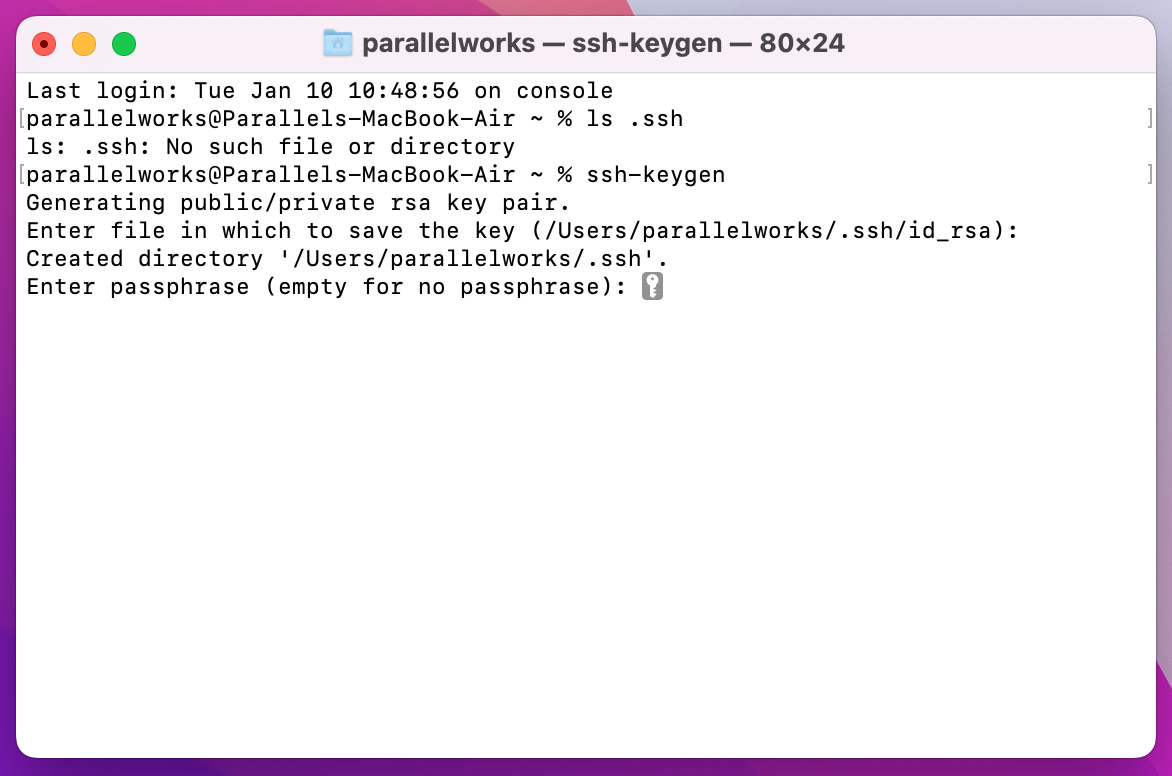 parallelworks — ssh-keygen — 80×24
Last login: Tue Jan 10 10:48:56 on console
[parallelworks@Parallels-MacBook-Air ~ % ls .ssh ]
ls: .ssh: No such file or directory
[parallelworks@Parallels-MacBook-Air ~ % ssh-keygen ]
Generating public/private rsa key pair.
Enter file in which to save the key (/Users/parallelworks/.ssh/id_rsa):
Created directory '/Users/parallelworks/.ssh'.
Enter passphrase (empty for no passphrase):